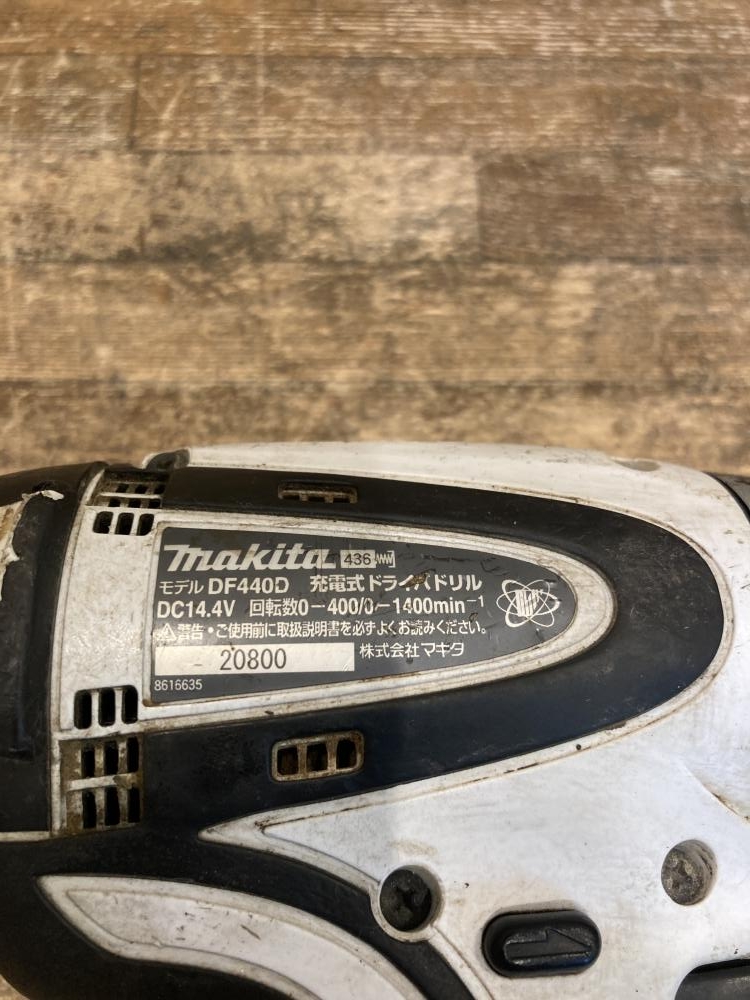 makita 436
モデル DF440D 充電式ドライバドリル
DC14.4V 回転数0-400/0-1400min⁻¹
⚠警告・ご使用前に取扱説明書を必ずよくお読みください。
- 20800 株式会社マキタ
8616635